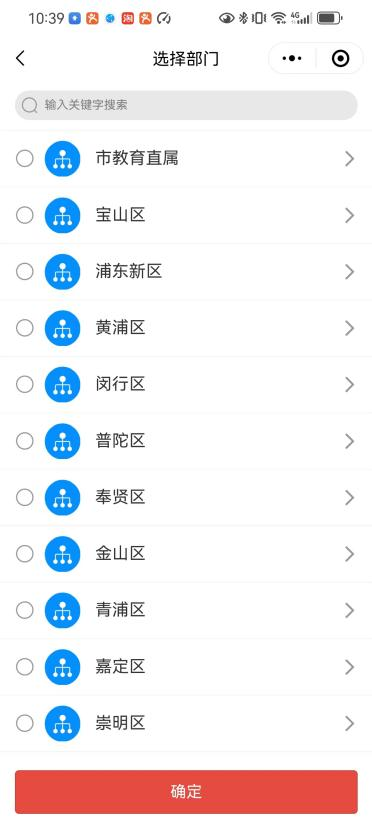 10:39
4G
选择部门
输入关键字搜索
市教育直属
宝山区
浦东新区
黄浦区
闵行区
普陀区
奉贤区
金山区
青浦区
嘉定区
崇明区
确定